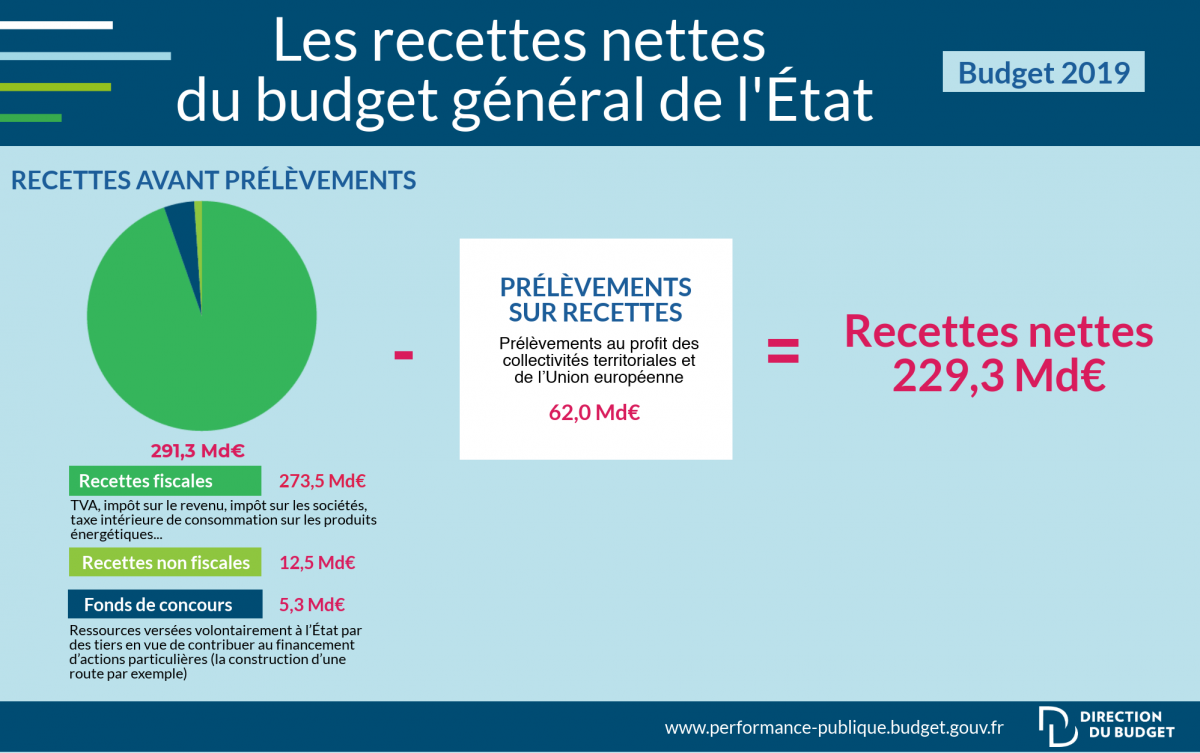 Les recettes nettes
du budget général de l'État
Budget 2019
RECETTES AVANT PRÉLÈVEMENTS
291,3 Md€
Recettes fiscales 273,5 Md€
TVA, impôt sur le revenu, impôt sur les sociétés,
taxe intérieure de consommation sur les produits
énergétiques...
Recettes non fiscales 12,5 Md€
Fonds de concours 5,3 Md€
Ressources versées volontairement à l'État par
des tiers en vue de contribuer au financement
d'actions particulières (la construction d'une
route par exemple)
-
PRÉLÈVEMENTS
SUR RECETTES
Prélèvements au profit des
collectivités territoriales et
de l'Union européenne
62,0 Md€
=
Recettes nettes
229,3 Md€
www.performance-publique.budget.gouv.fr
DIRECTION
DU BUDGET